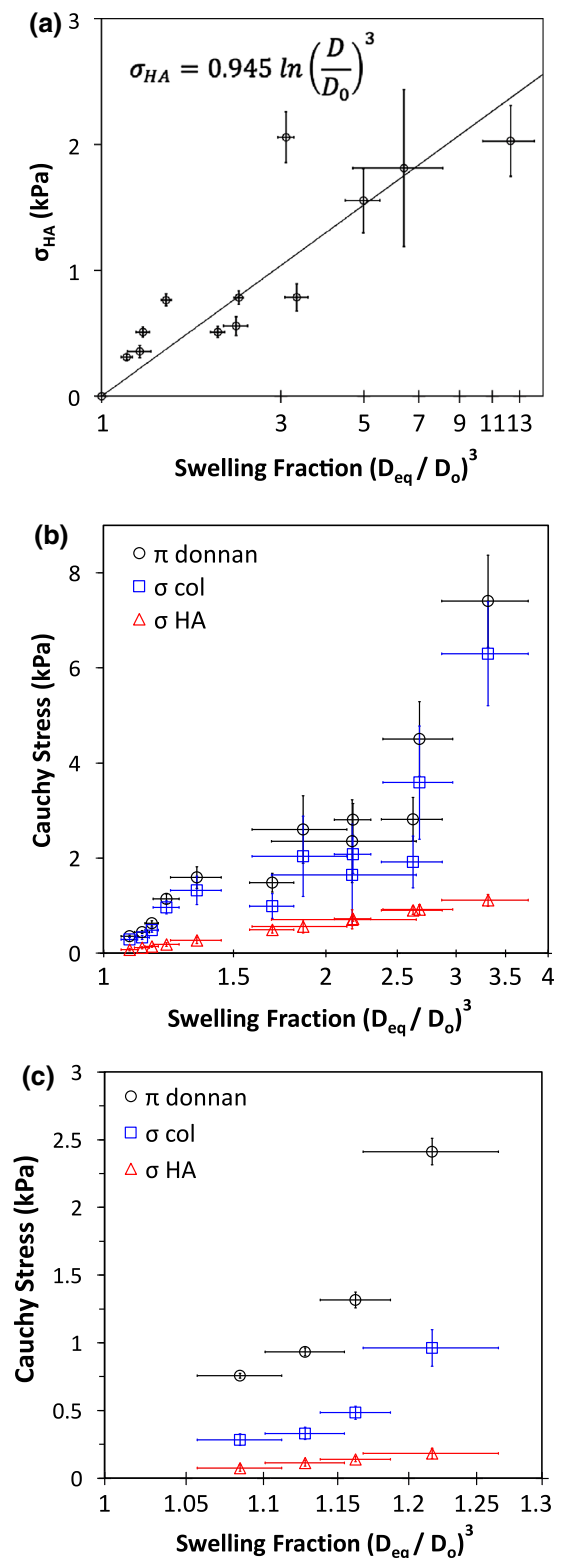 (a)
3
σHA = 0.945 ln(D/D0)^3
2
1
0
σHA (kPa)
1 3 5 7 9 11 13
Swelling Fraction (Deq / Do)^3
(b)
π donnan
σ col
σ HA
8
6
4
2
0
Cauchy Stress (kPa)
1 1.5 2 2.5 3 3.5 4
Swelling Fraction (Deq / Do)^3
(c)
3
π donnan
σ col
σ HA
2.5
2
1.5
1
0.5
0
Cauchy Stress (kPa)
1 1.05 1.1 1.15 1.2 1.25 1.3
Swelling Fraction (Deq / Do)^3